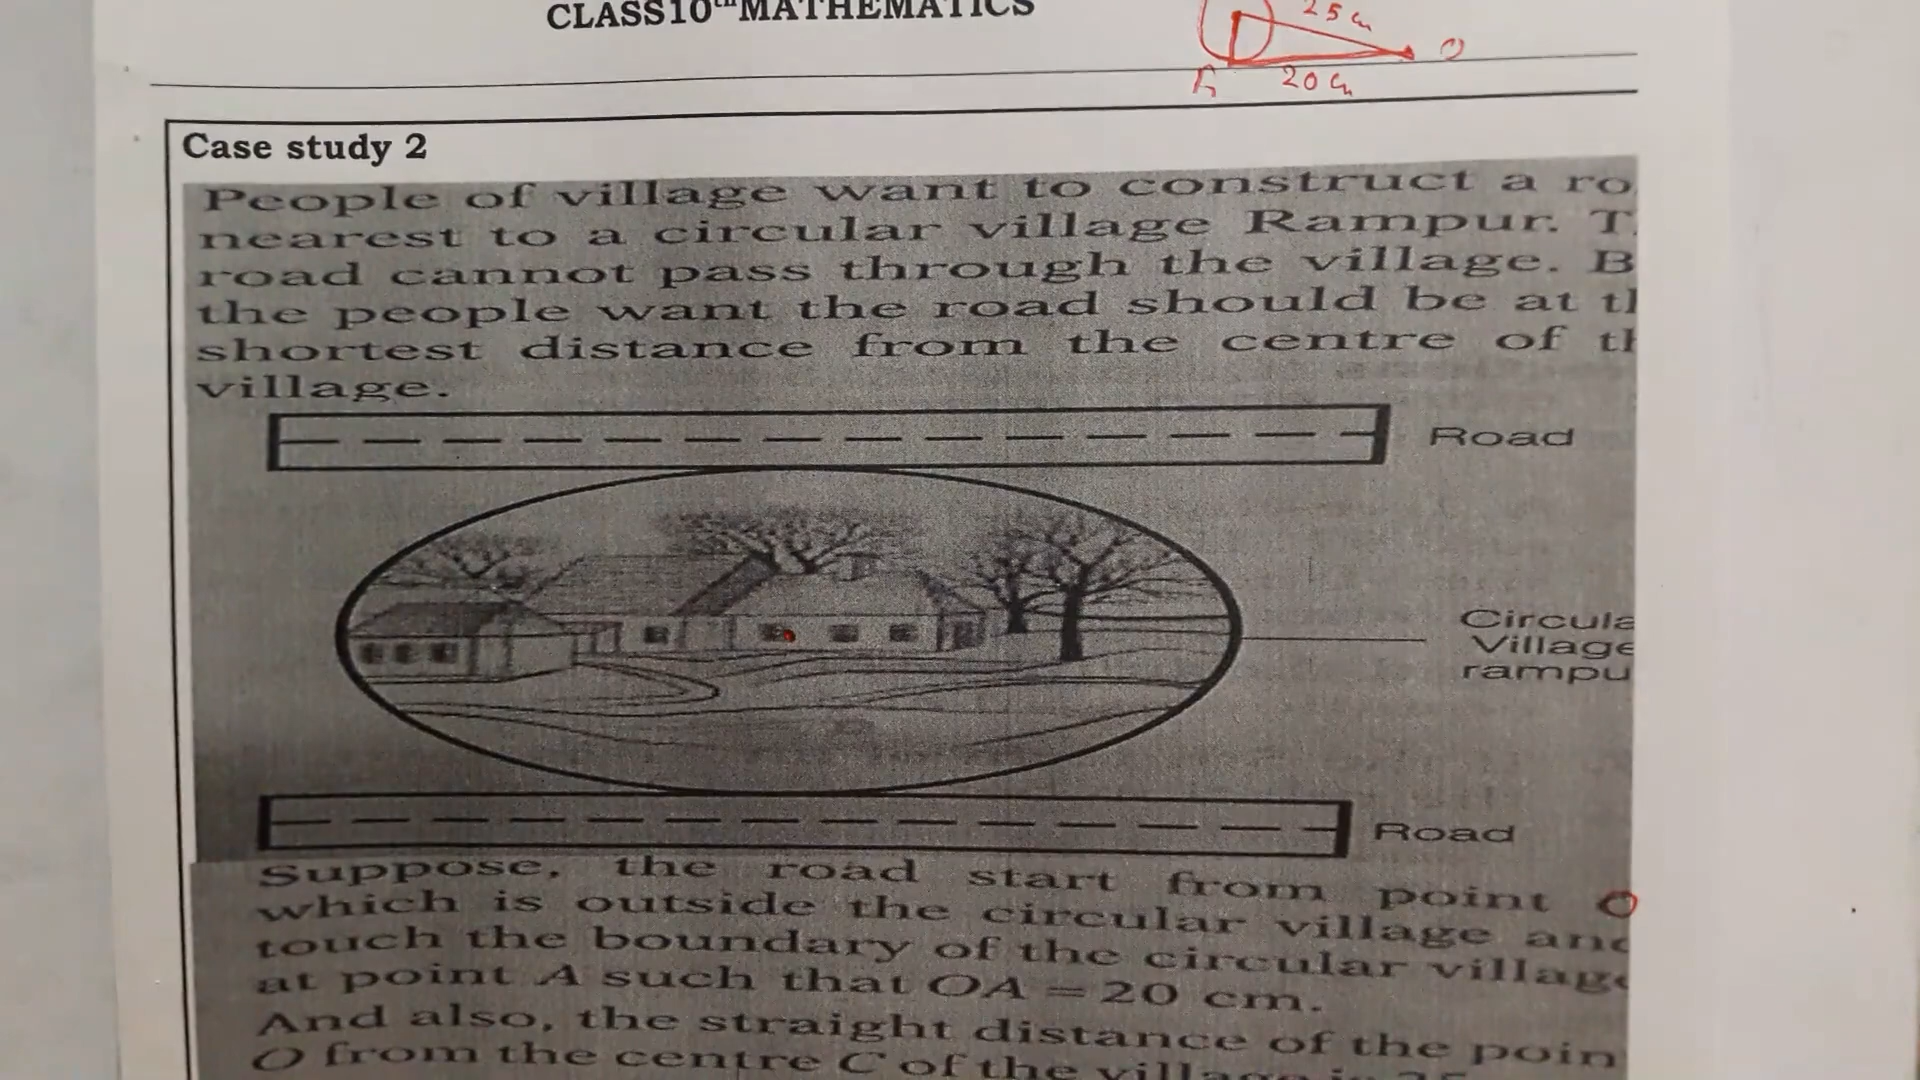 CLASS10th MATHEMATICS
25 cm
O
20 cm
Case study 2
People of village want to construct a ro
nearest to a circular village Rampur. T
road cannot pass through the village. B
the people want the road should be at tl
shortest distance from the centre of th
village.
Road
Circula
Village
rampu
Road
Suppose, the road start from point O
which is outside the circular village and
touch the boundary of the circular village
at point A such that OA = 20 cm.
And also, the straight distance of the poin
O from the centre C of the village is 25